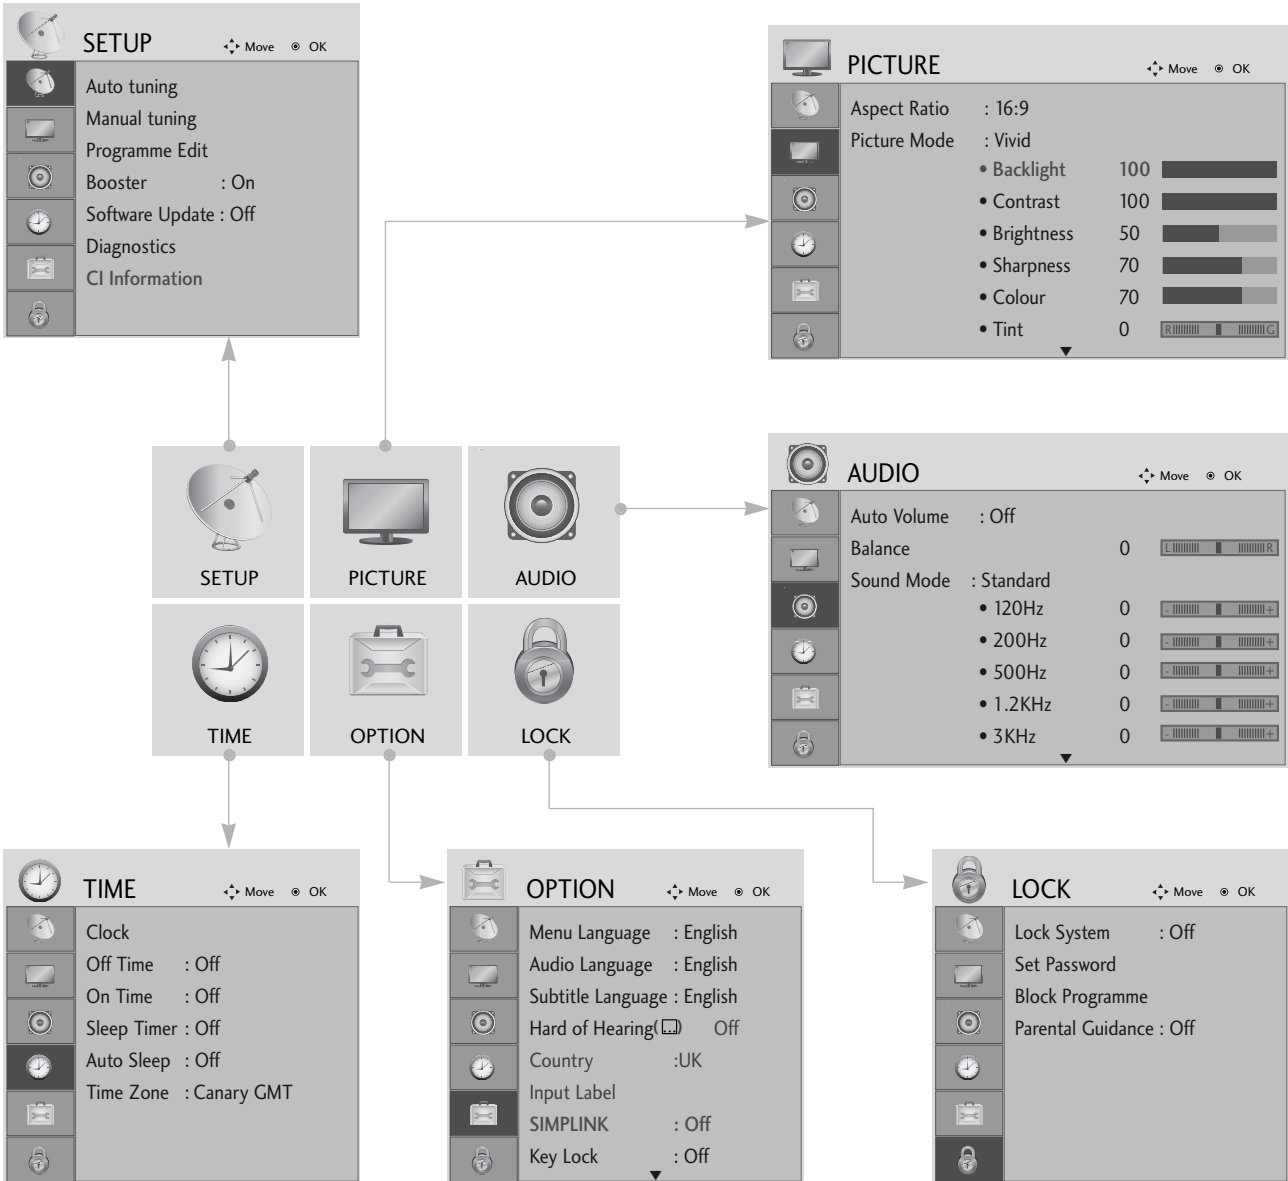 SETUP Move OK
Auto tuning
Manual tuning
Programme Edit
Booster : On
Software Update : Off
Diagnostics
CI Information
PICTURE Move OK
Aspect Ratio : 16:9
Picture Mode : Vivid
• Backlight 100
• Contrast 100
• Brightness 50
• Sharpness 70
• Colour 70
• Tint 0 R G
SETUP PICTURE AUDIO
TIME OPTION LOCK
AUDIO Move OK
Auto Volume : Off
Balance 0 L R
Sound Mode : Standard
• 120Hz 0 - +
• 200Hz 0 - +
• 500Hz 0 - +
• 1.2KHz 0 - +
• 3KHz 0 - +
TIME Move OK
Clock
Off Time : Off
On Time : Off
Sleep Timer : Off
Auto Sleep : Off
Time Zone : Canary GMT
OPTION Move OK
Menu Language : English
Audio Language : English
Subtitle Language : English
Hard of Hearing( ) Off
Country :UK
Input Label
SIMPLINK : Off
Key Lock : Off
LOCK Move OK
Lock System : Off
Set Password
Block Programme
Parental Guidance : Off